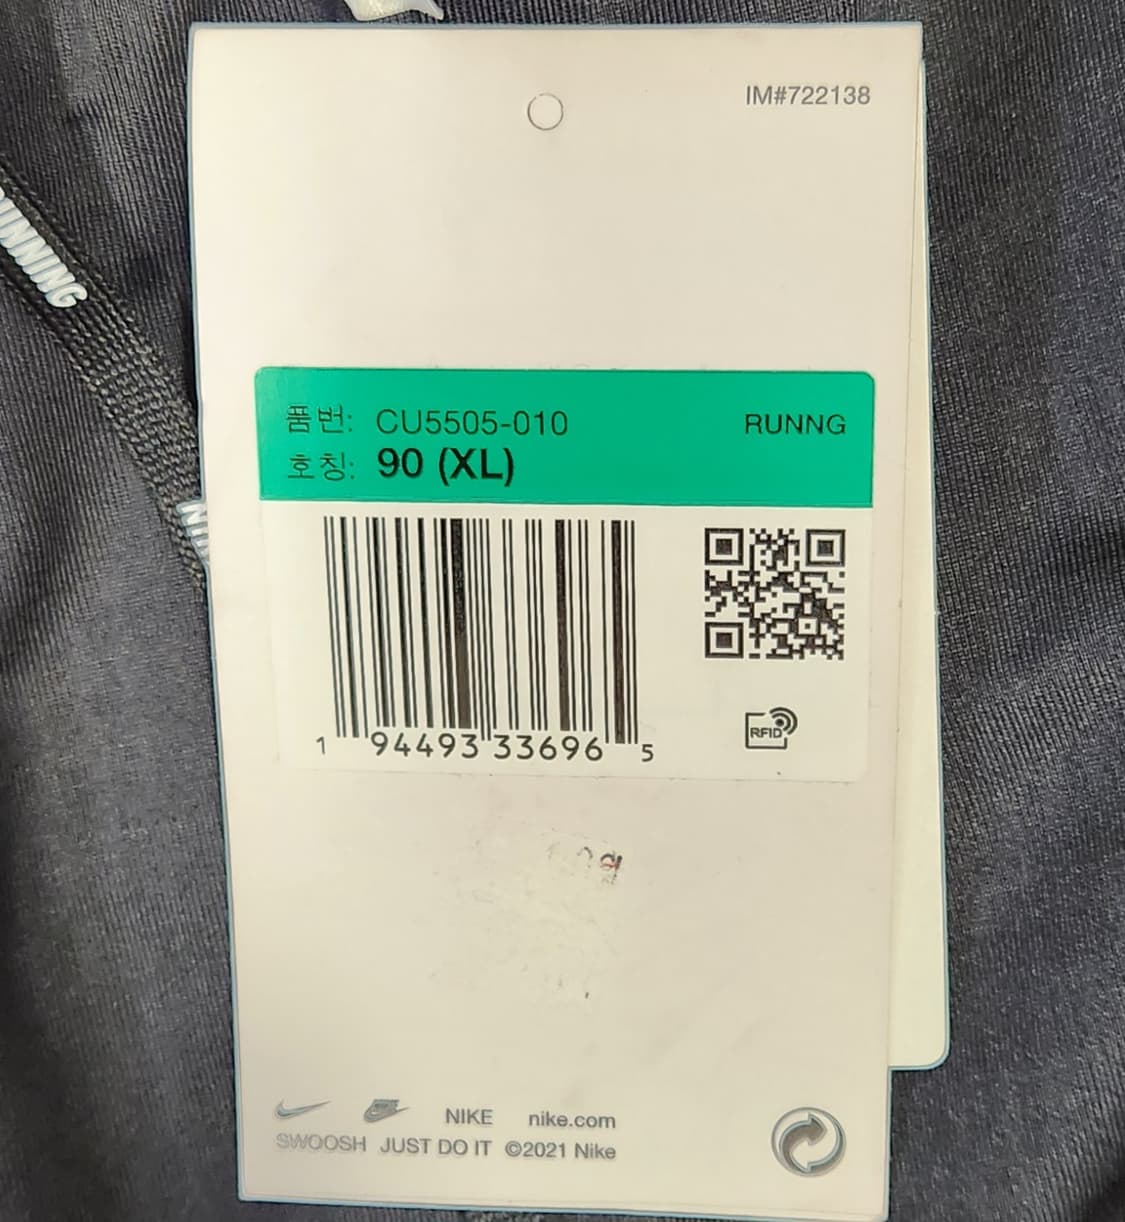 IM#722138
UNNING
품번: CU5505-010 RUNNG
호칭: 90 (XL)
1 94493 33696 5
RFID
NIKE nike.com
SWOOSH JUST DO IT ©2021 Nike